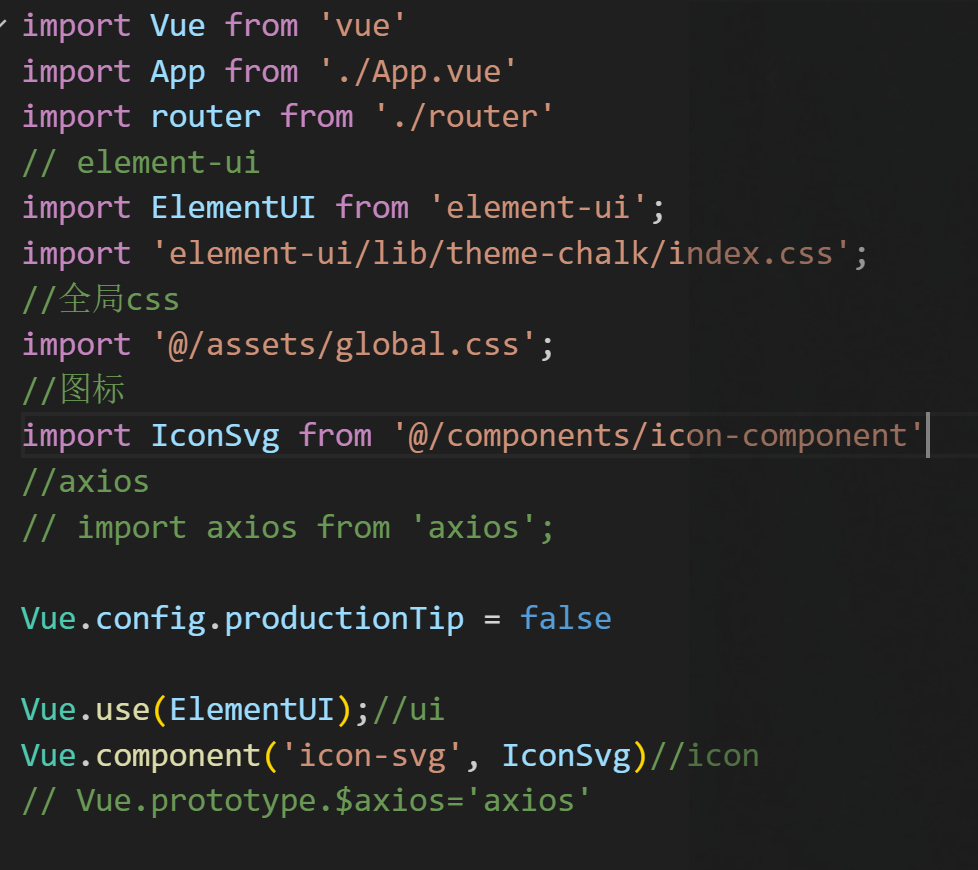 import Vue from 'vue'
import App from './App.vue'
import router from './router'
// element-ui
import ElementUI from 'element-ui';
import 'element-ui/lib/theme-chalk/index.css';
//全局css
import '@/assets/global.css';
//图标
import IconSvg from '@/components/icon-component'
//axios
// import axios from 'axios';
Vue.config.productionTip = false
Vue.use(ElementUI);//ui
Vue.component('icon-svg', IconSvg)//icon
// Vue.prototype.$axios='axios'